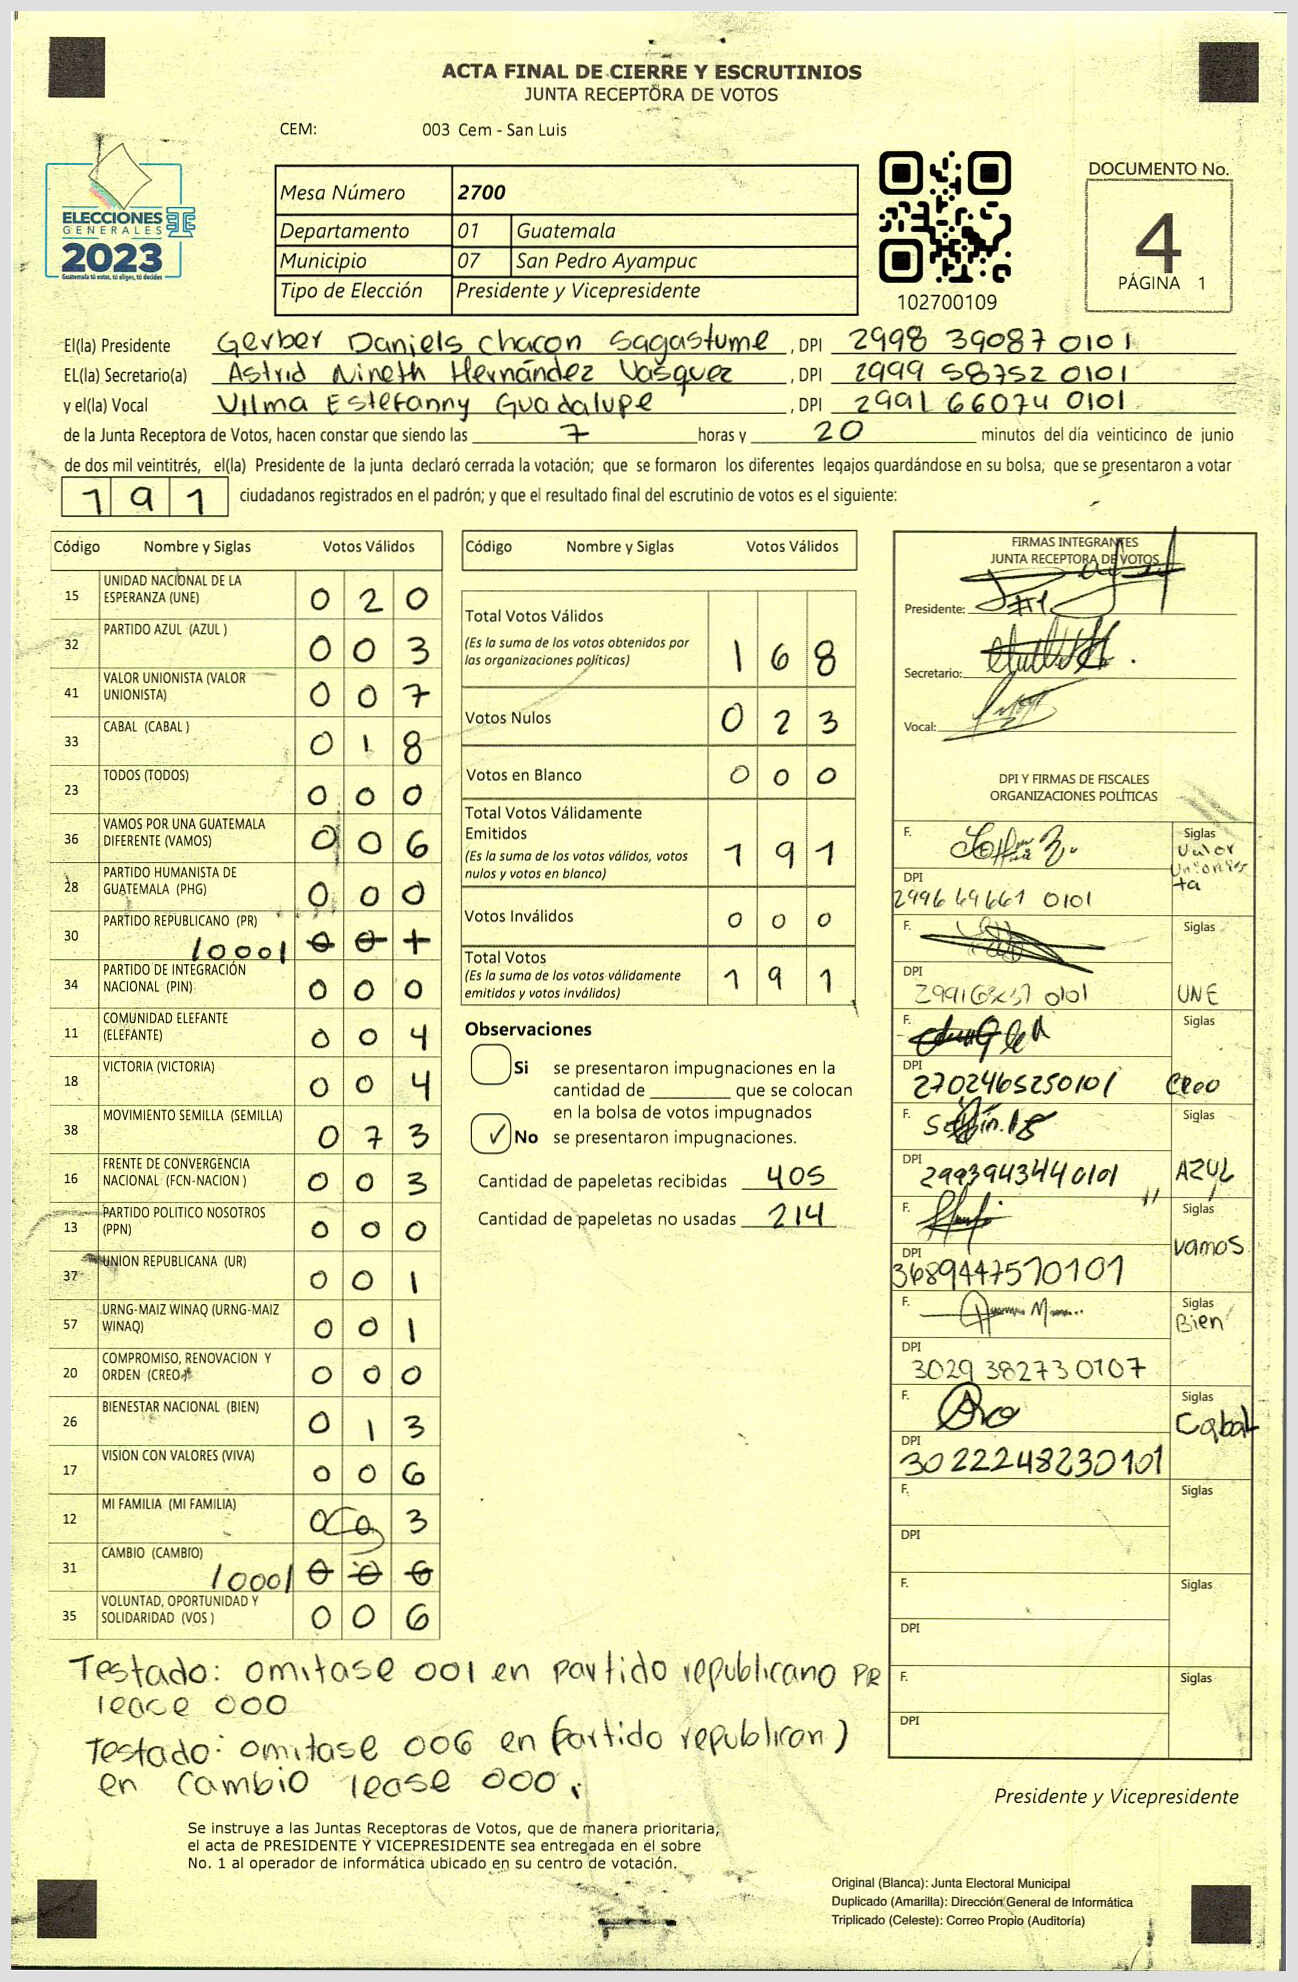 ACTA FINAL DE CIERRE Y ESCRUTINIOS
JUNTA RECEPTORA DE VOTOS
CEM: 003 Cem - San Luis
ELECCIONES
GENERALES
2023
Guatemala tú votas, tú eliges, tú decides
Mesa Número 2700
Departamento 01 Guatemala
Municipio 07 San Pedro Ayampuc
Tipo de Elección Presidente y Vicepresidente
102700109
DOCUMENTO No.
4
PÁGINA 1
El(la) Presidente Gerber Daniels Chacon Sagastume , DPI 2998 39087 0101
EL(la) Secretario(a) Astrid Nineth Hernández Vasquez , DPI 2999 58752 0101
y el(la) Vocal Vilma Estefanny Guadalupe , DPI 2991 66074 0101
de la Junta Receptora de Votos, hacen constar que siendo las 7 horas y 20 minutos del día veinticinco de junio
de dos mil veintitrés, el(la) Presidente de la junta declaró cerrada la votación; que se formaron los diferentes legajos guardándose en su bolsa, que se presentaron a votar
191 ciudadanos registrados en el padrón; y que el resultado final del escrutinio de votos es el siguiente:
Código Nombre y Siglas Votos Válidos
15 UNIDAD NACIONAL DE LA ESPERANZA (UNE) 0 2 0
32 PARTIDO AZUL (AZUL ) 0 0 3
41 VALOR UNIONISTA (VALOR UNIONISTA) 0 0 7
33 CABAL (CABAL ) 0 1 8
23 TODOS (TODOS) 0 0 0
36 VAMOS POR UNA GUATEMALA DIFERENTE (VAMOS) 0 0 6
28 PARTIDO HUMANISTA DE GUATEMALA (PHG) 0 0 0
30 PARTIDO REPUBLICANO (PR) 10001 0 0 1
34 PARTIDO DE INTEGRACIÓN NACIONAL (PIN) 0 0 0
11 COMUNIDAD ELEFANTE (ELEFANTE) 0 0 4
18 VICTORIA (VICTORIA) 0 0 4
38 MOVIMIENTO SEMILLA (SEMILLA) 0 7 3
16 FRENTE DE CONVERGENCIA NACIONAL (FCN-NACION ) 0 0 3
13 PARTIDO POLITICO NOSOTROS (PPN) 0 0 0
37 UNION REPUBLICANA (UR) 0 0 1
57 URNG-MAIZ WINAQ (URNG-MAIZ WINAQ) 0 0 1
20 COMPROMISO, RENOVACION Y ORDEN (CREO) 0 0 0
26 BIENESTAR NACIONAL (BIEN) 0 1 3
17 VISION CON VALORES (VIVA) 0 0 6
12 MI FAMILIA (MI FAMILIA) 0 0 3
31 CAMBIO (CAMBIO) 10001 0 0 6
35 VOLUNTAD, OPORTUNIDAD Y SOLIDARIDAD (VOS ) 0 0 6
Código Nombre y Siglas Votos Válidos
Total Votos Válidos
(Es la suma de los votos obtenidos por
las organizaciones políticas) 1 6 8
Votos Nulos 0 2 3
Votos en Blanco 0 0 0
Total Votos Válidamente
Emitidos
(Es la suma de los votos válidos, votos
nulos y votos en blanco) 1 9 1
Votos Inválidos 0 0 0
Total Votos
(Es la suma de los votos válidamente
emitidos y votos inválidos) 1 9 1
Observaciones
Si se presentaron impugnaciones en la
cantidad de ________ que se colocan
en la bolsa de votos impugnados
✓ No se presentaron impugnaciones.
Cantidad de papeletas recibidas 405
Cantidad de papeletas no usadas 214
FIRMAS INTEGRANTES
JUNTA RECEPTORA DE VOTOS
Presidente:
Secretario:
Vocal:
DPI Y FIRMAS DE FISCALES
ORGANIZACIONES POLÍTICAS
F. Siglas Valor Unionista
DPI 2996 69661 0101
F. Siglas UNE
DPI
F. Siglas Creo
DPI 2702465250101
F. Siglas AZUL
DPI 2993943440101
F. Siglas vamos
DPI 3689447570101
F. Siglas Bien
DPI 3029 38273 0107
F. Siglas Cabal
DPI 3022248230101
F. Siglas
DPI
F. Siglas
DPI
F. Siglas
DPI
Testado: omitase 001 en partido republicano PR
lease 000
Testado: omitase 006 en (partido republican)
en cambio lease 000.
Presidente y Vicepresidente
Se instruye a las Juntas Receptoras de Votos, que de manera prioritaria,
el acta de PRESIDENTE Y VICEPRESIDENTE sea entregada en el sobre
No. 1 al operador de informática ubicado en su centro de votación.
Original (Blanca): Junta Electoral Municipal
Duplicado (Amarilla): Dirección General de Informática
Triplicado (Celeste): Correo Propio (Auditoría)